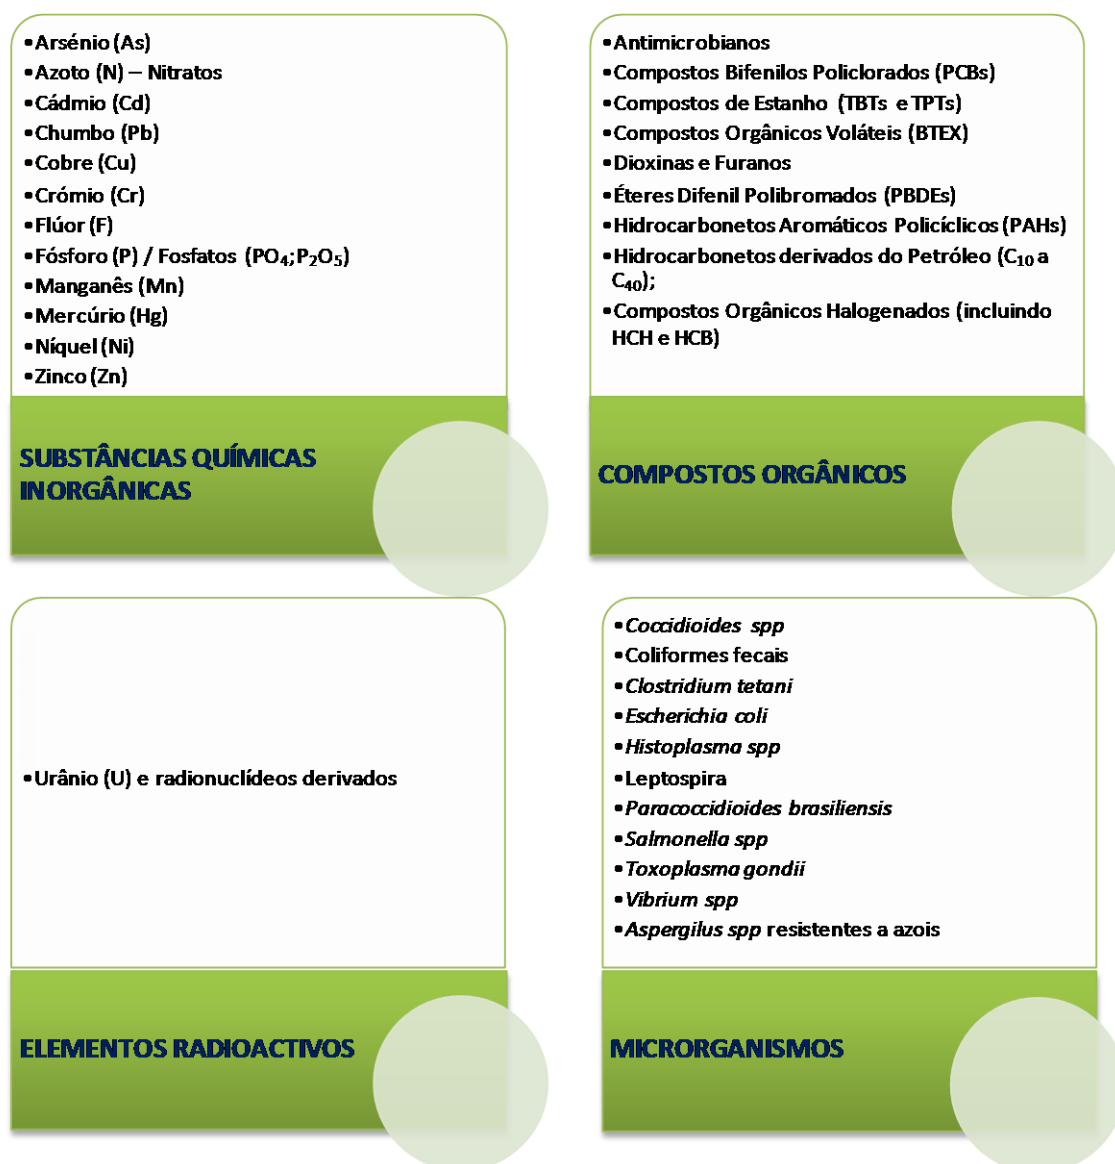 •Arsénio (As)
•Azoto (N) – Nitratos
•Cádmio (Cd)
•Chumbo (Pb)
•Cobre (Cu)
•Crómio (Cr)
•Flúor (F)
•Fósforo (P) / Fosfatos (PO₄;P₂O₅)
•Manganês (Mn)
•Mercúrio (Hg)
•Níquel (Ni)
•Zinco (Zn)
SUBSTÂNCIAS QUÍMICAS
INORGÂNICAS
•Antimicrobianos
•Compostos Bifenilos Policlorados (PCBs)
•Compostos de Estanho (TBTs e TPTs)
•Compostos Orgânicos Voláteis (BTEX)
•Dioxinas e Furanos
•Éteres Difenil Polibromados (PBDEs)
•Hidrocarbonetos Aromáticos Policíclicos (PAHs)
•Hidrocarbonetos derivados do Petróleo (C₁₀ a
C₄₀);
•Compostos Orgânicos Halogenados (incluindo
HCH e HCB)
COMPOSTOS ORGÂNICOS
•Urânio (U) e radionuclídeos derivados
ELEMENTOS RADIOACTIVOS
•Coccidioides spp
•Coliformes fecais
•Clostridium tetani
•Escherichia coli
•Histoplasma spp
•Leptospira
•Paracoccidioides brasiliensis
•Salmonella spp
•Toxoplasma gondii
•Vibrium spp
•Aspergilus spp resistentes a azois
MICRORGANISMOS